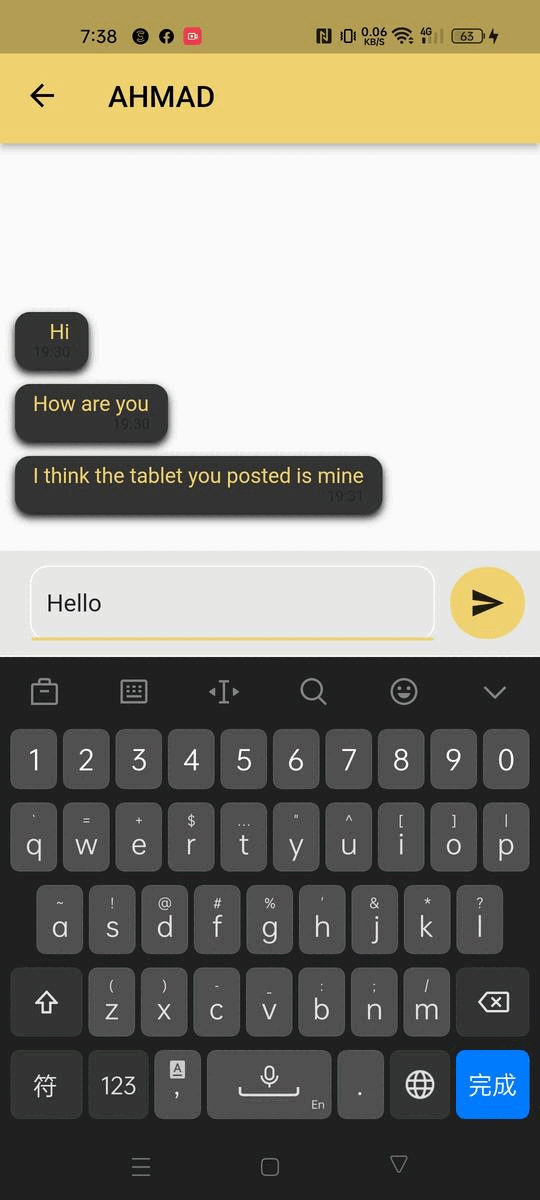 7:38 0.06 KB/S 4G 63
AHMAD
Hi
19:30
How are you
19:30
I think the tablet you posted is mine
19:31
Hello
1 2 3 4 5 6 7 8 9 0
` = + $ ... " ^ [ ] |
q w e r t y u i o p
~ ! @ # % ' & * ?
a s d f g h j k l
( ) - _ : ; /
z x c v b n m
符 123 A , En . 完成